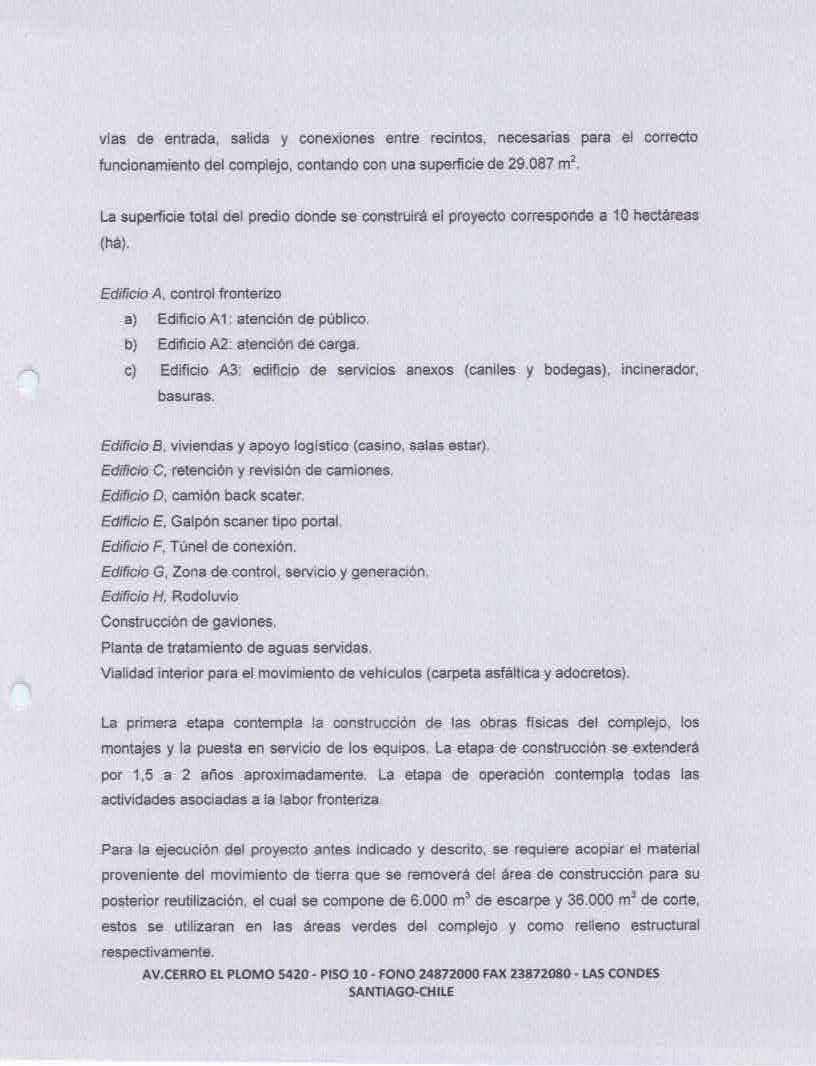 vías de entrada, salida y conexiones entre recintos, necesarias para el correcto
funcionamiento del complejo, contando con una superficie de 29.087 m².
La superficie total del predio donde se construirá el proyecto corresponde a 10 hectáreas
(há).
Edificio A, control fronterizo
a) Edificio A1: atención de público.
b) Edificio A2: atención de carga.
c) Edificio A3: edificio de servicios anexos (caniles y bodegas), incinerador,
basuras.
Edificio B, viviendas y apoyo logístico (casino, salas estar).
Edificio C, retención y revisión de camiones.
Edificio D, camión back scater.
Edificio E, Galpón scaner tipo portal.
Edificio F, Túnel de conexión.
Edificio G, Zona de control, servicio y generación.
Edificio H, Rodoluvio
Construcción de gaviones.
Planta de tratamiento de aguas servidas.
Vialidad interior para el movimiento de vehículos (carpeta asfáltica y adocretos).
La primera etapa contempla la construcción de las obras físicas del complejo, los
montajes y la puesta en servicio de los equipos. La etapa de construcción se extenderá
por 1,5 a 2 años aproximadamente. La etapa de operación contempla todas las
actividades asociadas a la labor fronteriza.
Para la ejecución del proyecto antes indicado y descrito, se requiere acopiar el material
proveniente del movimiento de tierra que se removerá del área de construcción para su
posterior reutilización, el cual se compone de 6.000 m³ de escarpe y 36.000 m³ de corte,
estos se utilizaran en las áreas verdes del complejo y como relleno estructural
respectivamente.
AV.CERRO EL PLOMO 5420 - PISO 10 - FONO 24872000 FAX 23872080 - LAS CONDES
SANTIAGO-CHILE